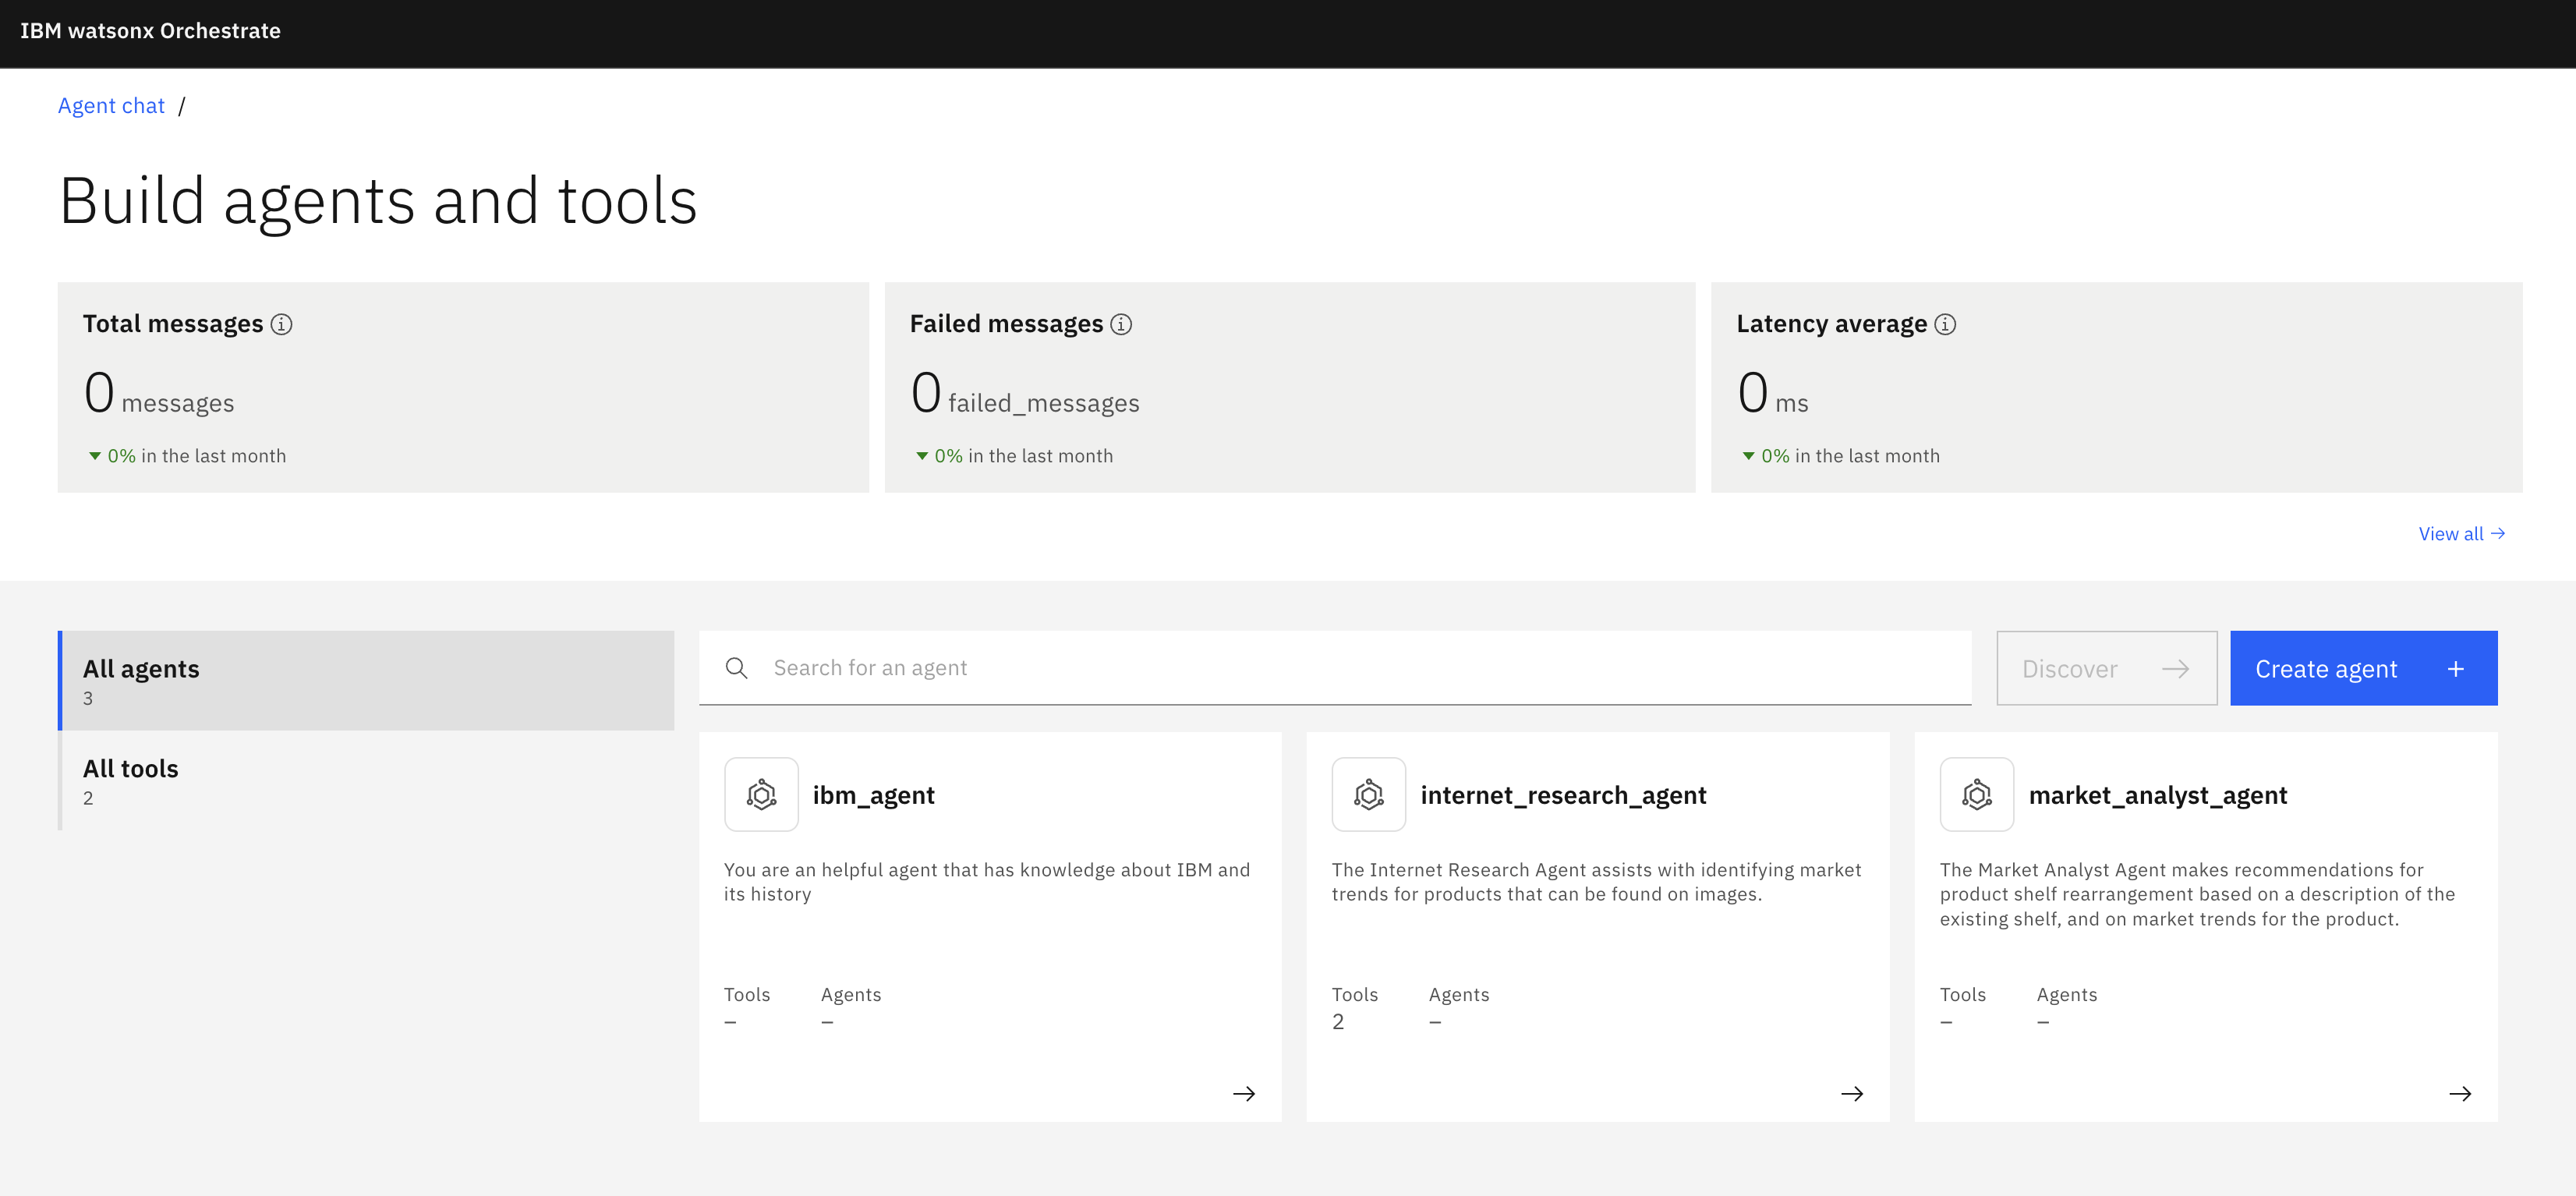 IBM watsonx Orchestrate
Agent chat /
Build agents and tools
Total messages
0 messages
0% in the last month
Failed messages
0 failed_messages
0% in the last month
Latency average
0 ms
0% in the last month
View all →
All agents
3
All tools
2
Search for an agent
Discover →
Create agent +
ibm_agent
You are an helpful agent that has knowledge about IBM and
its history
Tools Agents
– –
internet_research_agent
The Internet Research Agent assists with identifying market
trends for products that can be found on images.
Tools Agents
2 –
market_analyst_agent
The Market Analyst Agent makes recommendations for
product shelf rearrangement based on a description of the
existing shelf, and on market trends for the product.
Tools Agents
– –